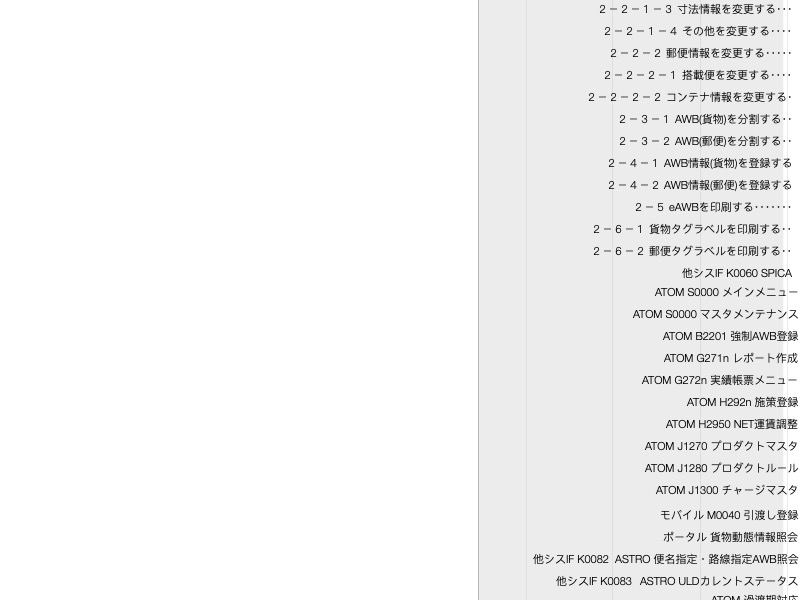 ２－２－１－３ 寸法情報を変更する･･･
２－２－１－４ その他を変更する････
２－２－２ 郵便情報を変更する･････
２－２－２－１ 搭載便を変更する････
２－２－２－２ コンテナ情報を変更する･
２－３－１ AWB(貨物)を分割する･･
２－３－２ AWB(郵便)を分割する･･
２－４－１ AWB情報(貨物)を登録する
２－４－２ AWB情報(郵便)を登録する
２－５ eAWBを印刷する･･･････
２－６－１ 貨物タグラベルを印刷する･･
２－６－２ 郵便タグラベルを印刷する･･
他シスIF K0060 SPICA
ATOM S0000 メインメニュー
ATOM S0000 マスタメンテナンス
ATOM B2201 強制AWB登録
ATOM G271n レポート作成
ATOM G272n 実績帳票メニュー
ATOM H292n 施策登録
ATOM H2950 NET運賃調整
ATOM J1270 プロダクトマスタ
ATOM J1280 プロダクトルール
ATOM J1300 チャージマスタ
モバイル M0040 引渡し登録
ポータル 貨物動態情報照会
他シスIF K0082 ASTRO 便名指定・路線指定AWB照会
他シスIF K0083 ASTRO ULDカレントステータス
ATOM 過渡期対応